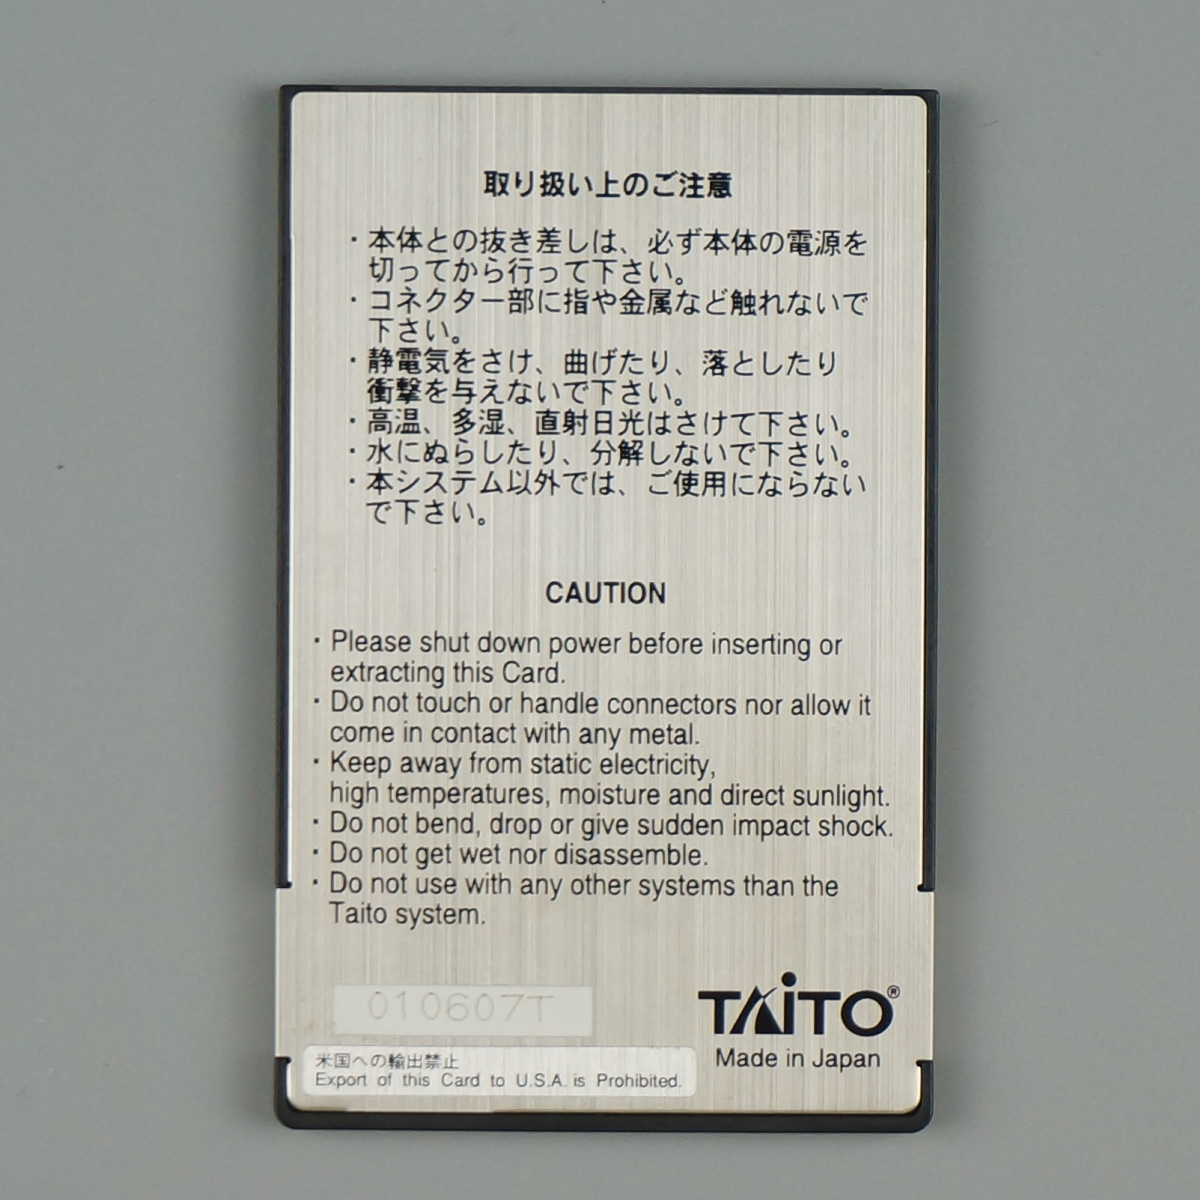 取り扱い上のご注意
・本体との抜き差しは、必ず本体の電源を
切ってから行って下さい。
・コネクター部に指や金属など触れないで
下さい。
・静電気をさけ、曲げたり、落としたり
衝撃を与えないで下さい。
・高温、多湿、直射日光はさけて下さい。
・水にぬらしたり、分解しないで下さい。
・本システム以外では、ご使用にならない
で下さい。
CAUTION
・Please shut down power before inserting or
extracting this Card.
・Do not touch or handle connectors nor allow it
come in contact with any metal.
・Keep away from static electricity,
high temperatures, moisture and direct sunlight.
・Do not bend, drop or give sudden impact shock.
・Do not get wet nor disassemble.
・Do not use with any other systems than the
Taito system.
010607T
TAiTO®
Made in Japan
米国への輸出禁止
Export of this Card to U.S.A. is Prohibited.